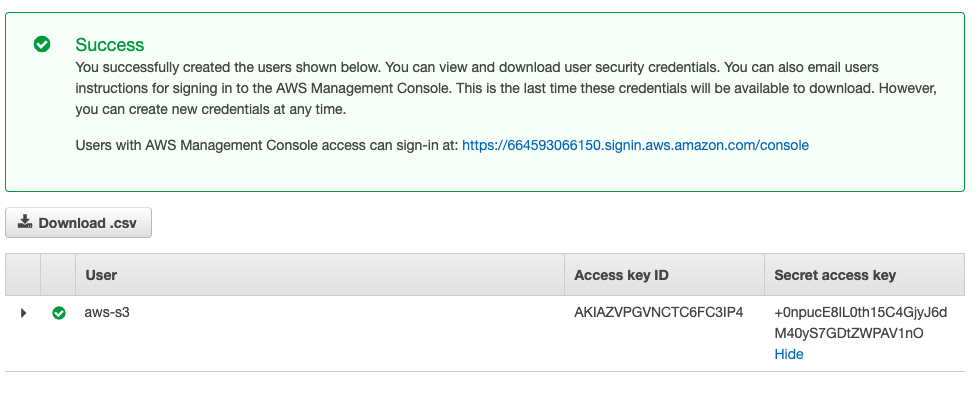 Success
You successfully created the users shown below. You can view and download user security credentials. You can also email users
instructions for signing in to the AWS Management Console. This is the last time these credentials will be available to download. However,
you can create new credentials at any time.
Users with AWS Management Console access can sign-in at: https://664593066150.signin.aws.amazon.com/console
Download .csv
User Access key ID Secret access key
aws-s3 AKIAZVPGVNCTC6FC3IP4
M40yS7GDtZWPAV1nO
Hide